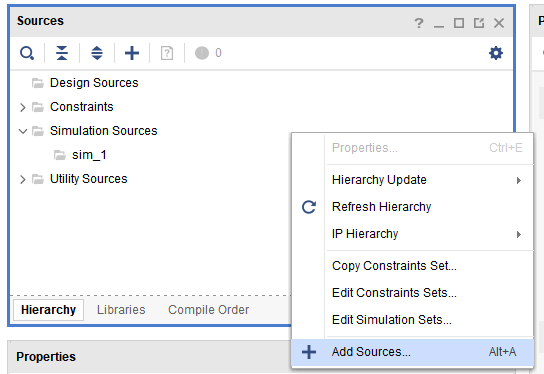 Sources
? _
0
Design Sources
Constraints
Simulation Sources
sim_1
Utility Sources
Properties... Ctrl+E
Hierarchy Update
Refresh Hierarchy
IP Hierarchy
Copy Constraints Set...
Edit Constraints Sets...
Edit Simulation Sets...
Add Sources... Alt+A
Hierarchy Libraries Compile Order
Properties
P